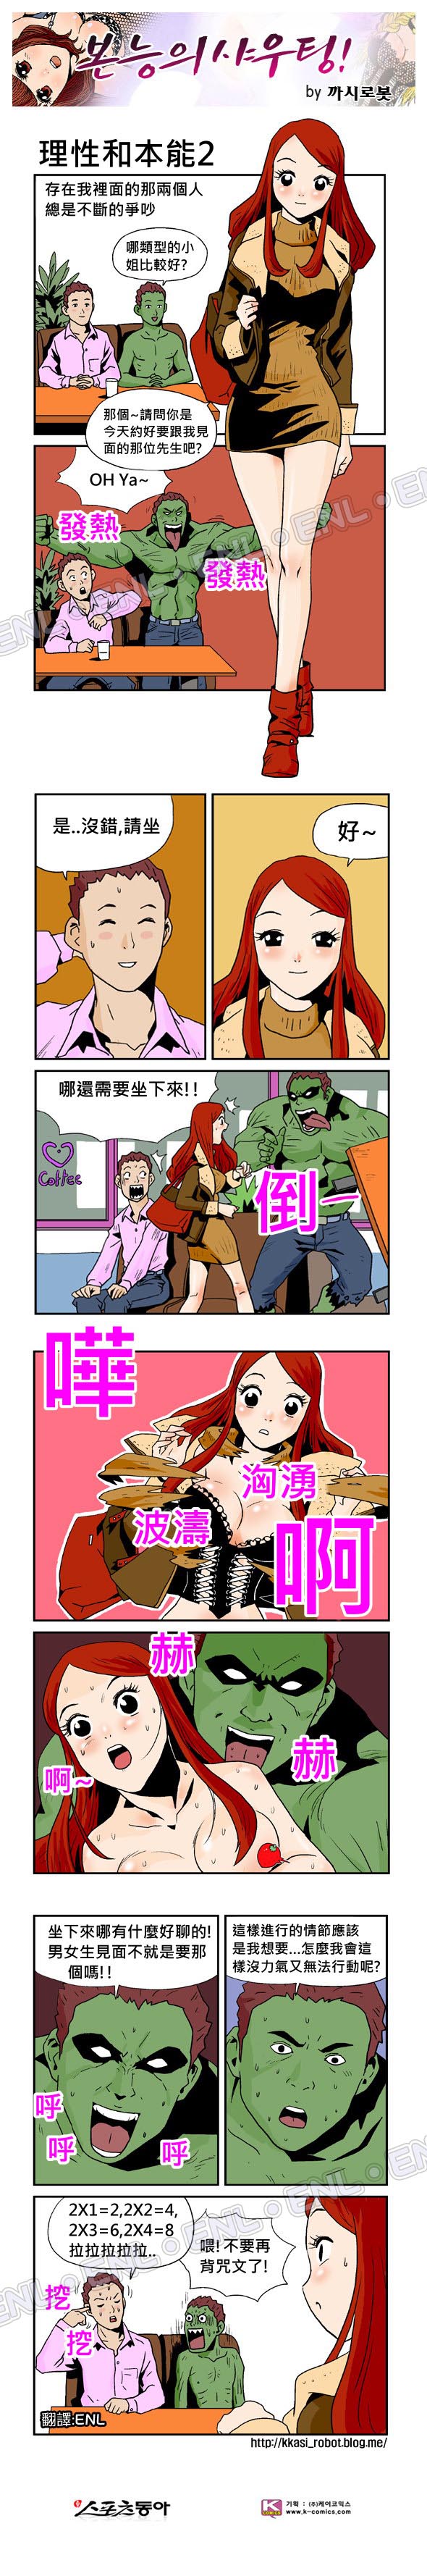 본능의샤우팅!
by 까시로봇
理性和本能2
存在我裡面的那兩個人
總是不斷的爭吵
哪類型的小
姐比較好?
那個~請問你是
今天約好要跟我見
面的那位先生吧?
OH Ya~
發熱
發熱
ENL
ENL
ENL
ENL
是..沒錯,請坐
好~
哪還需要坐下來!!
Coffee
倒一
嘩
洶湧
波濤
啊
赫
赫
啊~
坐下來哪有什麼好聊的!
男女生見面不就是要那
個嗎!!
這樣進行的情節應該
是我想要...怎麼我會這
樣沒力氣又無法行動呢?
呼
呼
呼
2X1=2,2X2=4,
2X3=6,2X4=8
拉拉拉拉拉..
喂! 不要再
背咒文了!
挖
挖
ENL
ENL
ENL
ENL
翻譯:ENL
http://kkasi_robot.blog.me/
스포츠동아
K COMICS
기획 : (주)케이코믹스
www.k-comics.com